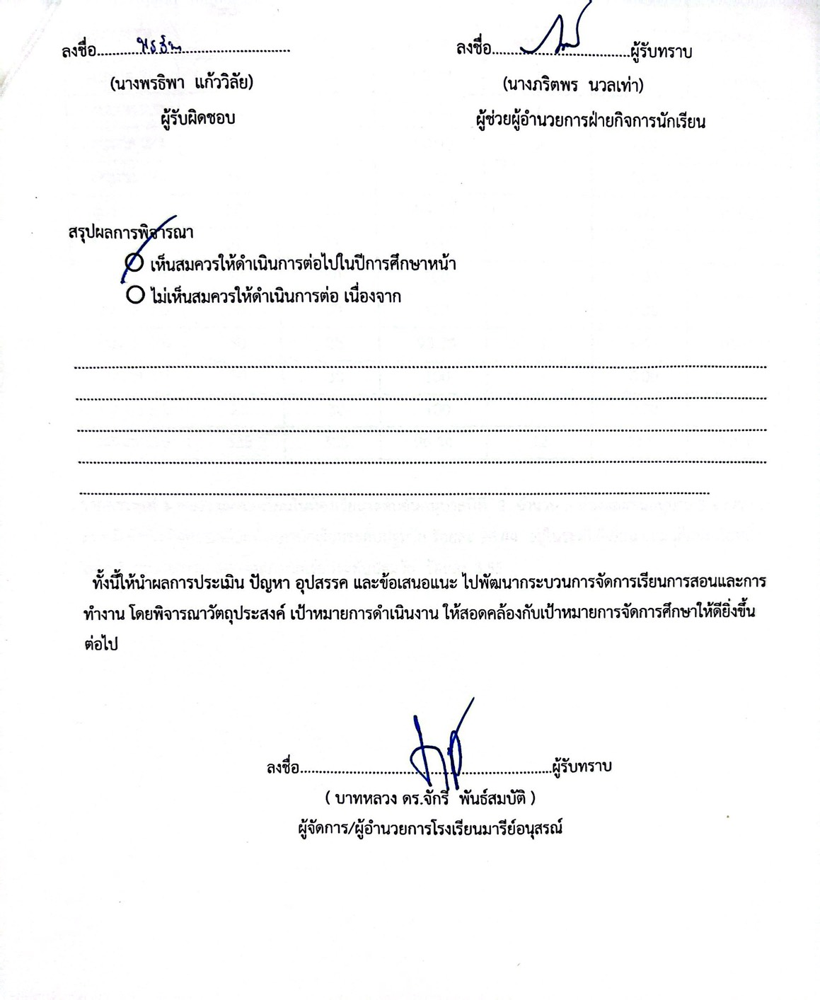 ลงชื่อ....................................................
ลงชื่อ.....................................ผู้รับทราบ
(นางพรธิพา แก้ววิลัย)
(นางภริตพร นวลเท่า)
ผู้รับผิดชอบ
ผู้ช่วยผู้อำนวยการฝ่ายกิจการนักเรียน
สรุปผลการพิจารณา
เห็นสมควรให้ดำเนินการต่อไปในปีการศึกษาหน้า
ไม่เห็นสมควรให้ดำเนินการต่อ เนื่องจาก
ทั้งนี้ให้นำผลการประเมิน ปัญหา อุปสรรค และข้อเสนอแนะ ไปพัฒนากระบวนการจัดการเรียนการสอนและการ
ทำงาน โดยพิจารณาวัตถุประสงค์ เป้าหมายการดำเนินงาน ให้สอดคล้องกับเป้าหมายการจัดการศึกษาให้ดียิ่งขึ้น
ต่อไป
ลงชื่อ....................................................................ผู้รับทราบ
( บาทหลวง ดร.จักรี พันธ์สมบัติ )
ผู้จัดการ/ผู้อำนวยการโรงเรียนมารีย์อนุสรณ์